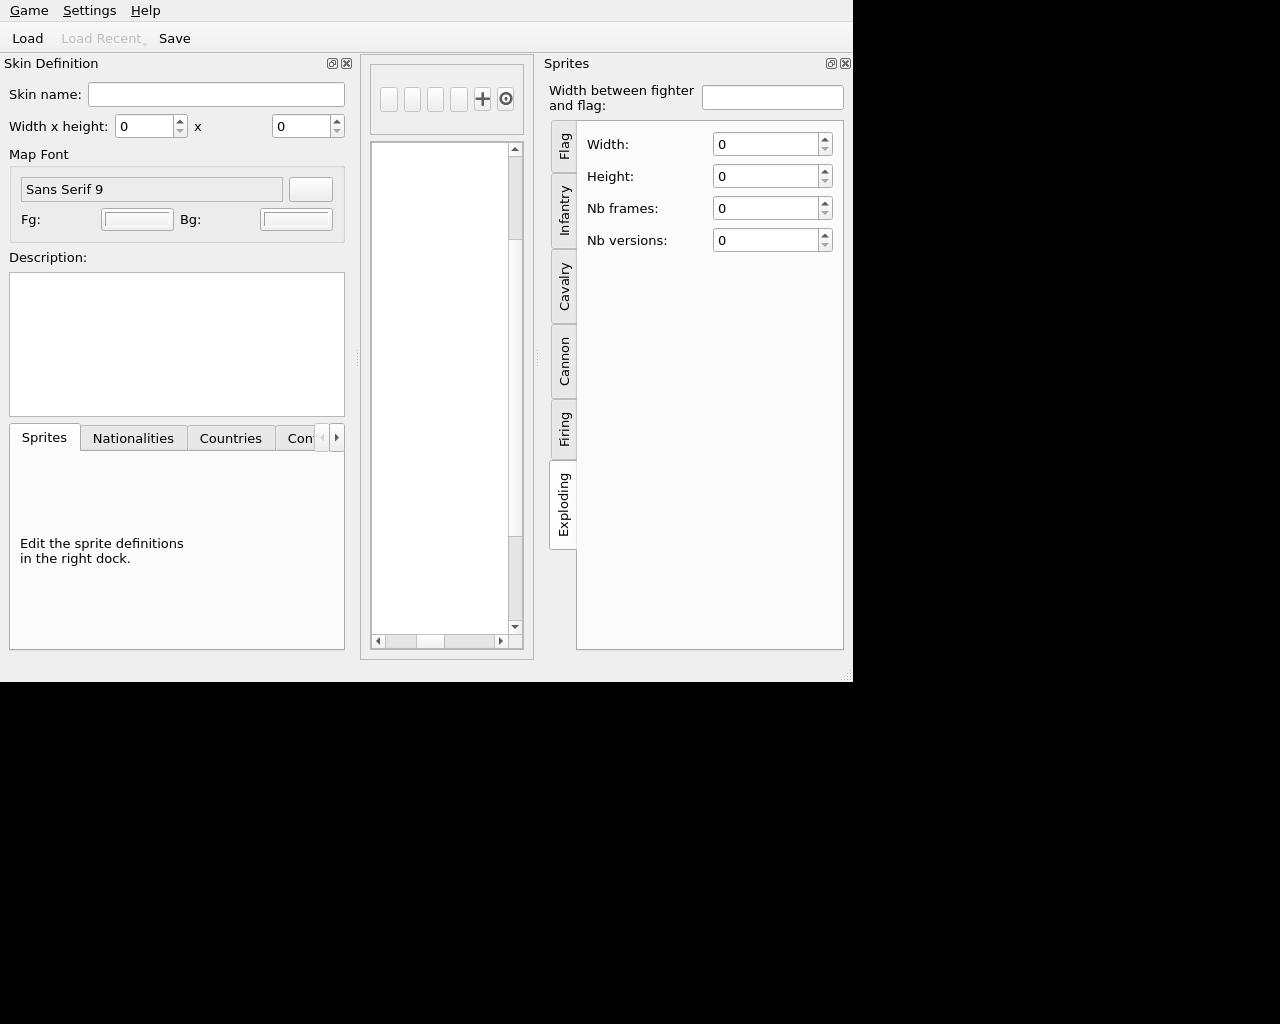 Game Settings Help
Load Load Recent Save
Skin Definition
Skin name:
Width x height: 0 x 0
Map Font
Sans Serif 9
Fg: Bg:
Description:
Sprites Nationalities Countries
Edit the sprite definitions
in the right dock.
Sprites
Width between fighter
and flag:
Flag
Infantry
Cavalry
Cannon
Firing
Exploding
Width: 0
Height: 0
Nb frames: 0
Nb versions: 0